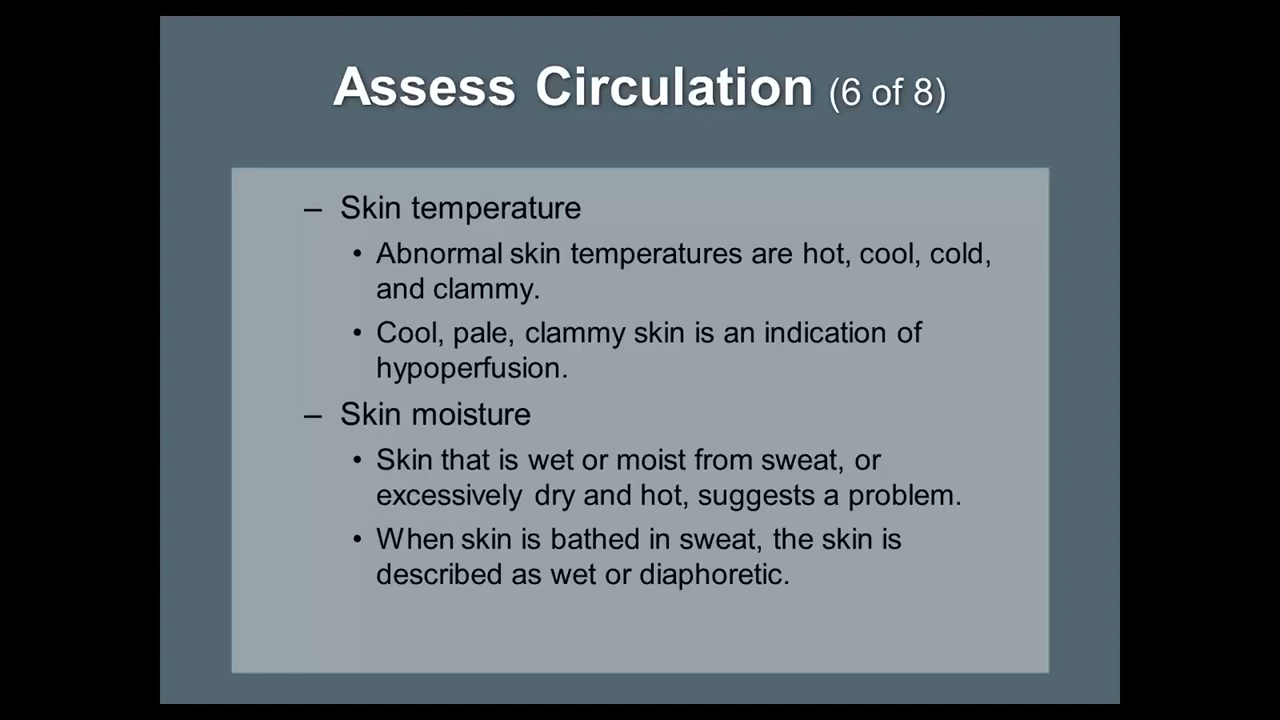 Assess Circulation (6 of 8)
– Skin temperature
• Abnormal skin temperatures are hot, cool, cold,
and clammy.
• Cool, pale, clammy skin is an indication of
hypoperfusion.
– Skin moisture
• Skin that is wet or moist from sweat, or
excessively dry and hot, suggests a problem.
• When skin is bathed in sweat, the skin is
described as wet or diaphoretic.